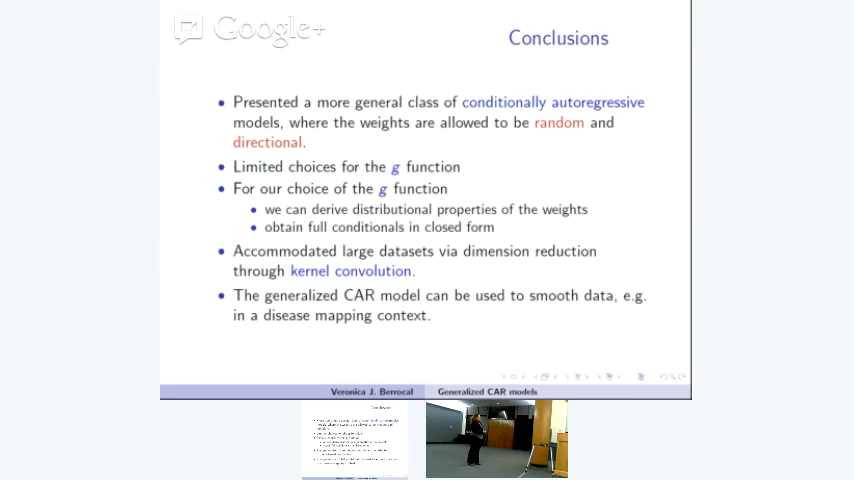 Google+
Conclusions
• Presented a more general class of conditionally autoregressive
models, where the weights are allowed to be random and
directional.
• Limited choices for the g function
• For our choice of the g function
• we can derive distributional properties of the weights
• obtain full conditionals in closed form
• Accommodated large datasets via dimension reduction
through kernel convolution.
• The generalized CAR model can be used to smooth data, e.g.
in a disease mapping context.
Veronica J. Berrocal Generalized CAR models